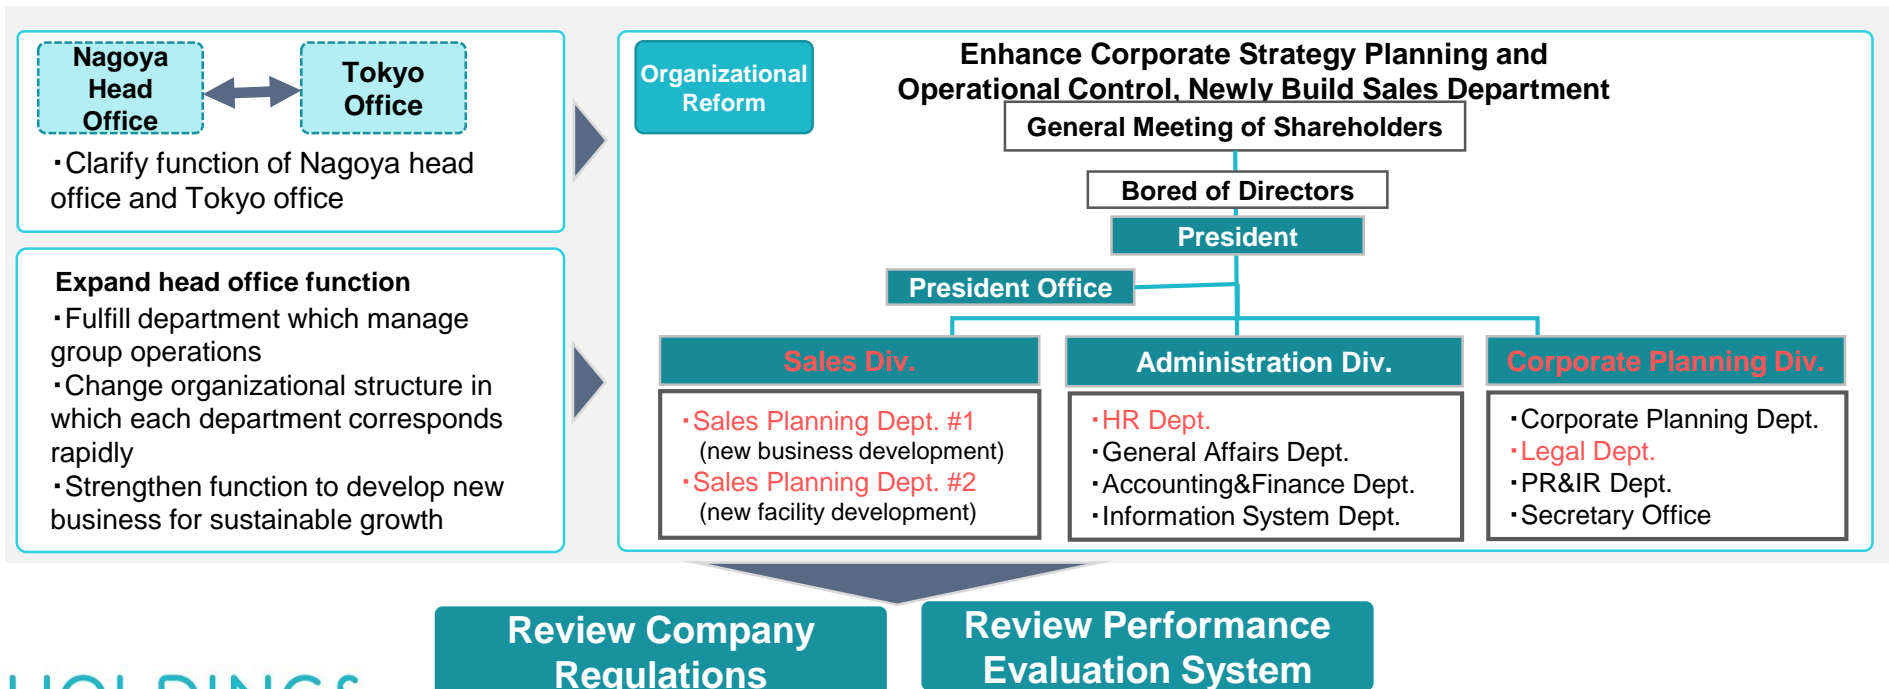 Nagoya
Head
Office
Tokyo
Office
・Clarify function of Nagoya head
office and Tokyo office
Expand head office function
・Fulfill department which manage
group operations
・Change organizational structure in
which each department corresponds
rapidly
・Strengthen function to develop new
business for sustainable growth
Organizational
Reform
Enhance Corporate Strategy Planning and
Operational Control, Newly Build Sales Department
General Meeting of Shareholders
Bored of Directors
President
President Office
Sales Div.
・Sales Planning Dept. #1
(new business development)
・Sales Planning Dept. #2
(new facility development)
Administration Div.
・HR Dept.
・General Affairs Dept.
・Accounting&Finance Dept.
・Information System Dept.
Corporate Planning Div.
・Corporate Planning Dept.
・Legal Dept.
・PR&IR Dept.
・Secretary Office
Review Company
Regulations
Review Performance
Evaluation System
HOLDINGS